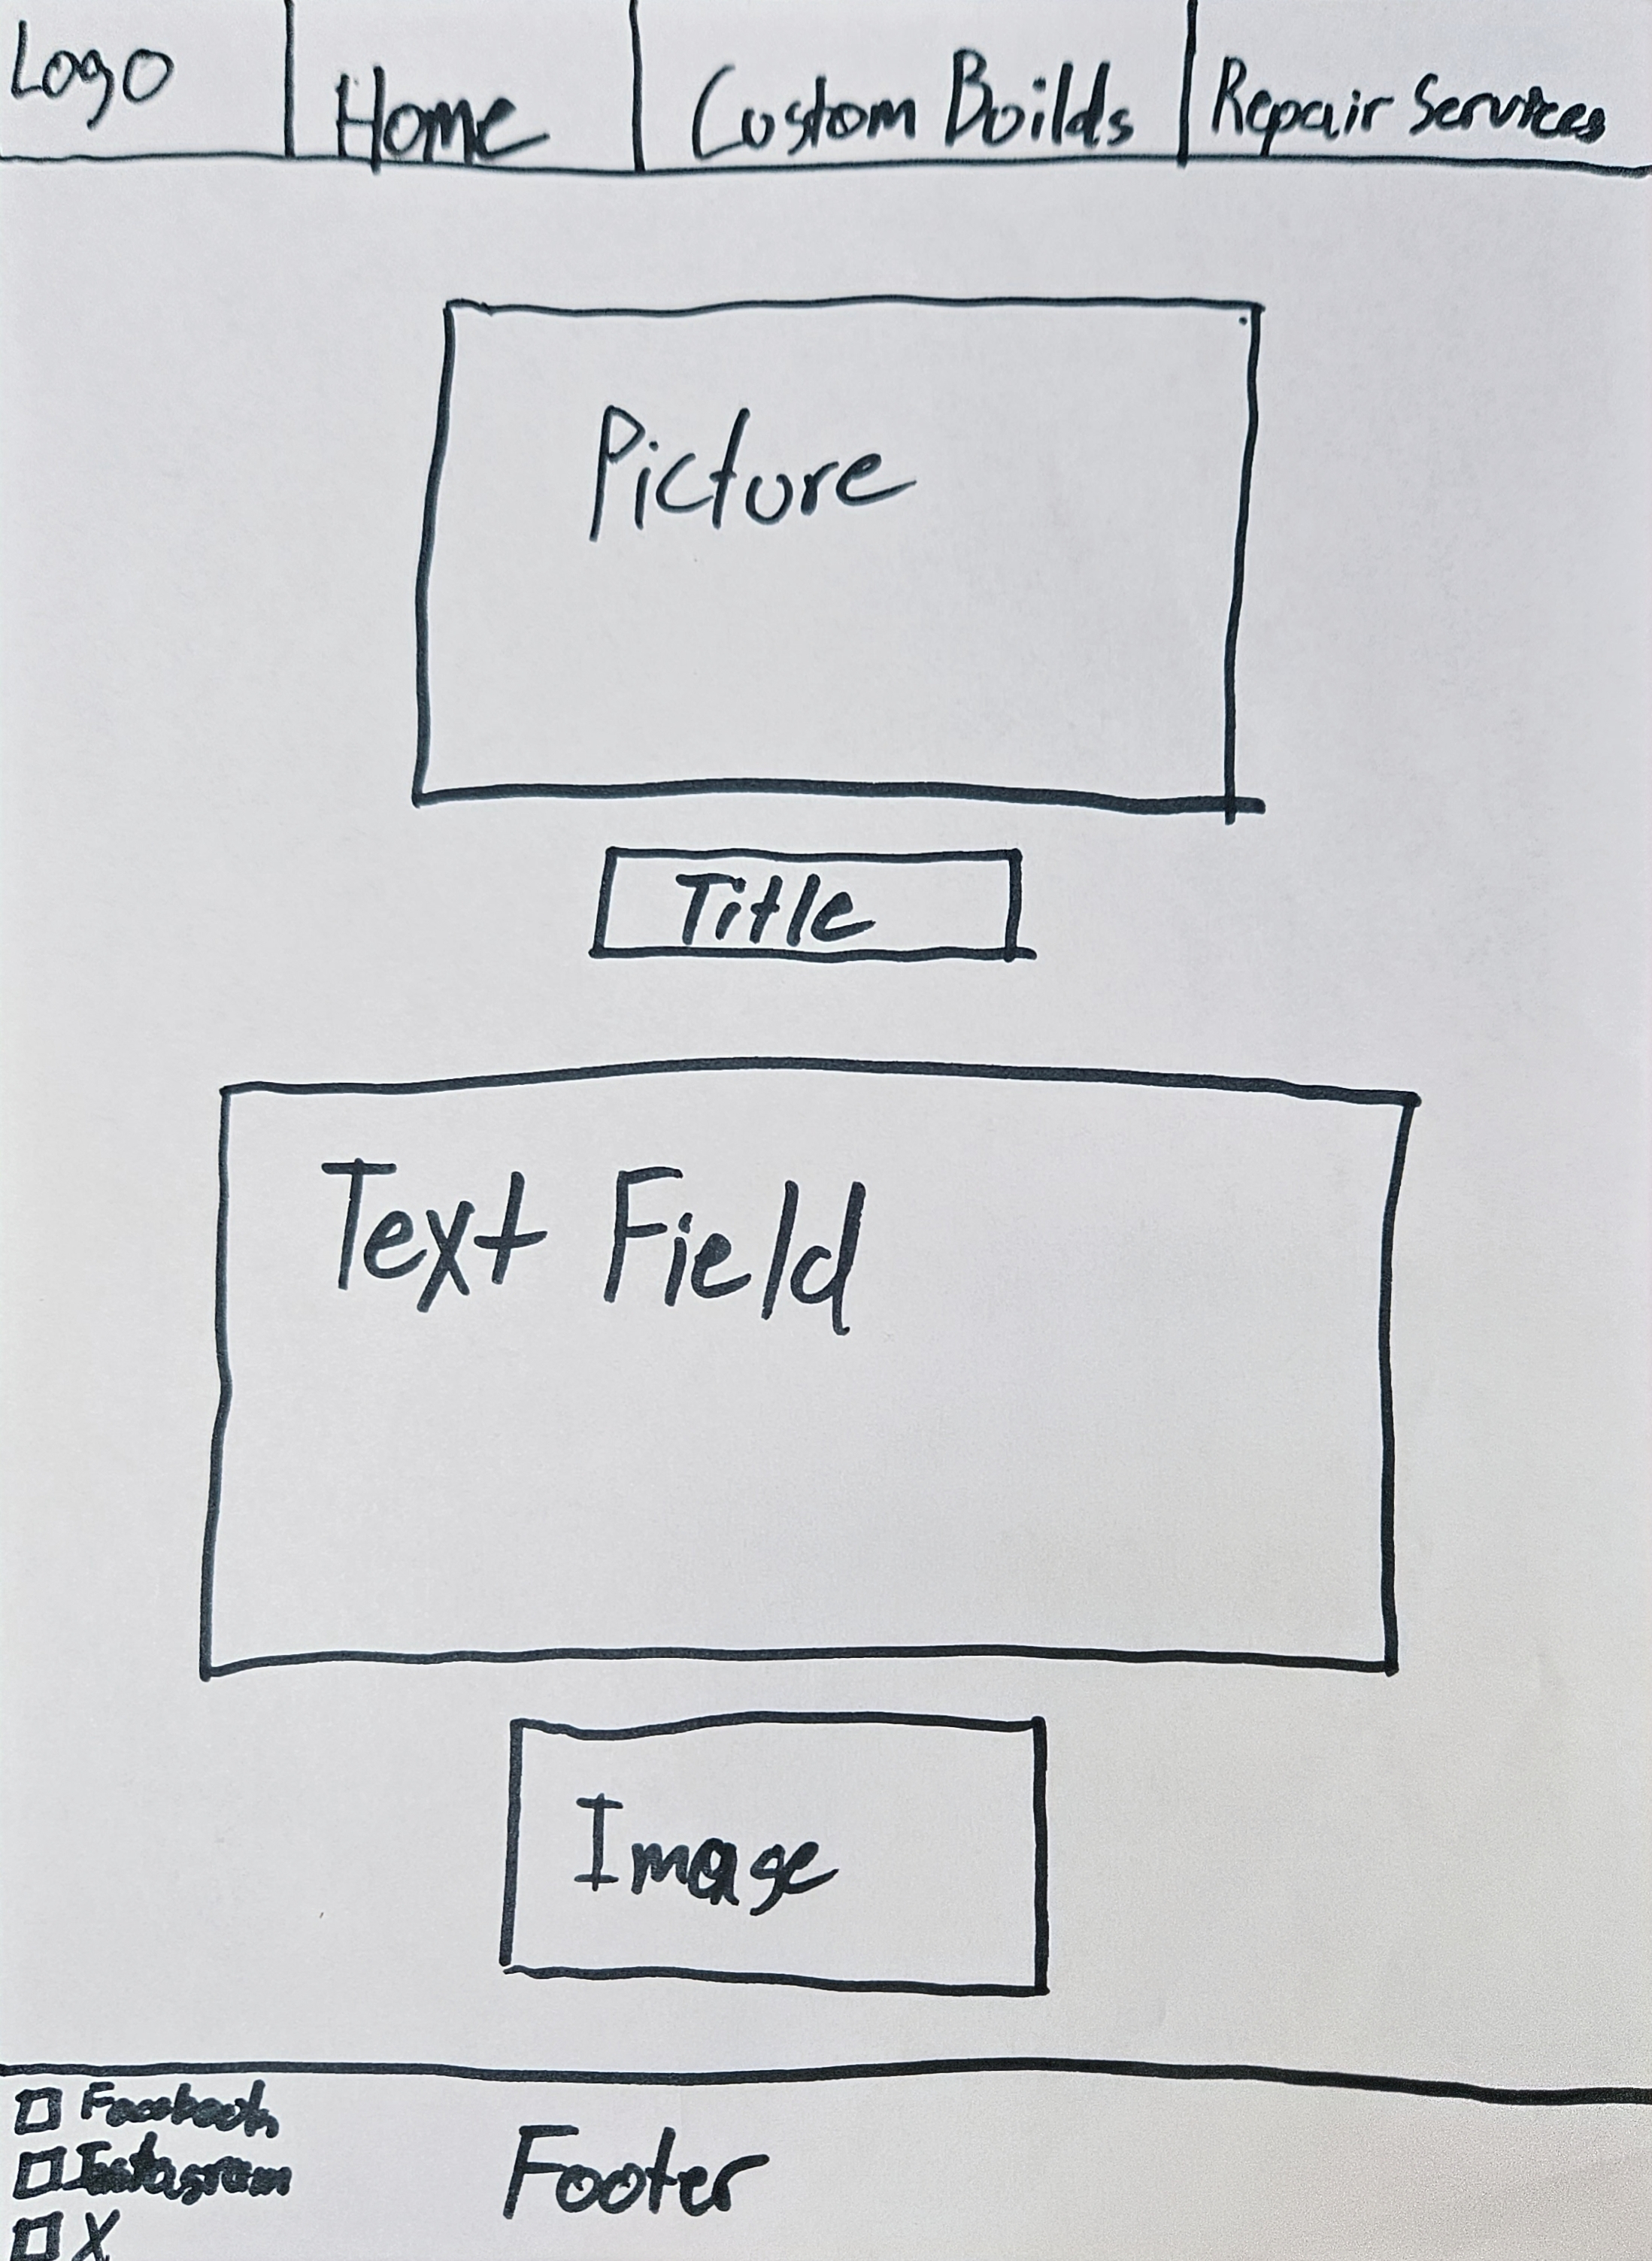 Logo
Home
Custom Builds
Repair Services
Picture
Title
Text Field
Image
Facebook
Instagram
X
Footer